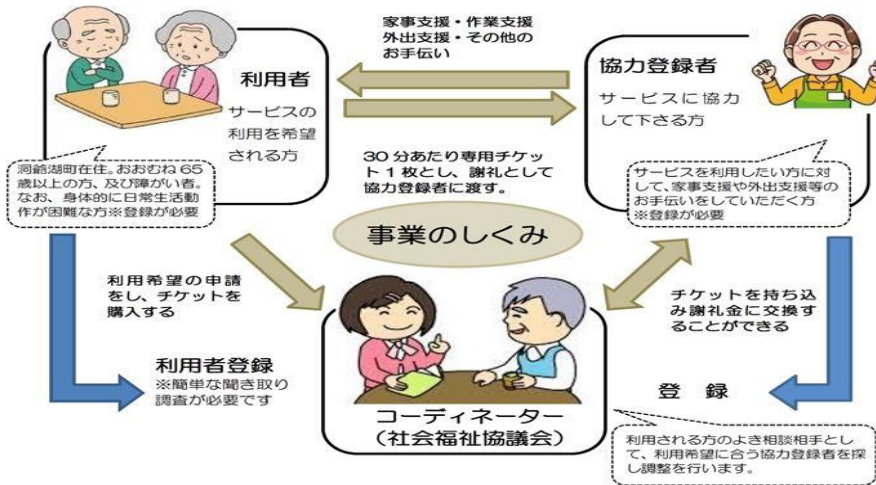 家事支援・作業支援
外出支援・その他の
お手伝い
利用者
サービスの
利用を希望
される方
協力登録者
サービスに協力
して下さる方
洞爺湖町在住。おおむね65
歳以上の方、及び障がい者。
なお、身体的に日常生活動
作が困難な方※登録が必要
30分あたり専用チケッ
ト1枚とし、謝礼として
協力登録者に渡す。
サービスを利用したい方に対
して、家事支援や外出支援等の
お手伝いをしていただく方
※登録が必要
事業のしくみ
利用希望の申請
をし、チケットを
購入する
チケットを持ち込
み謝礼金に交換す
ることができる
利用者登録
※簡単な聞き取り
調査が必要です
登　録
コーディネーター
（社会福祉協議会）
利用される方のよき相談相手とし
て、利用希望に合う協力登録者を探
し調整を行います。